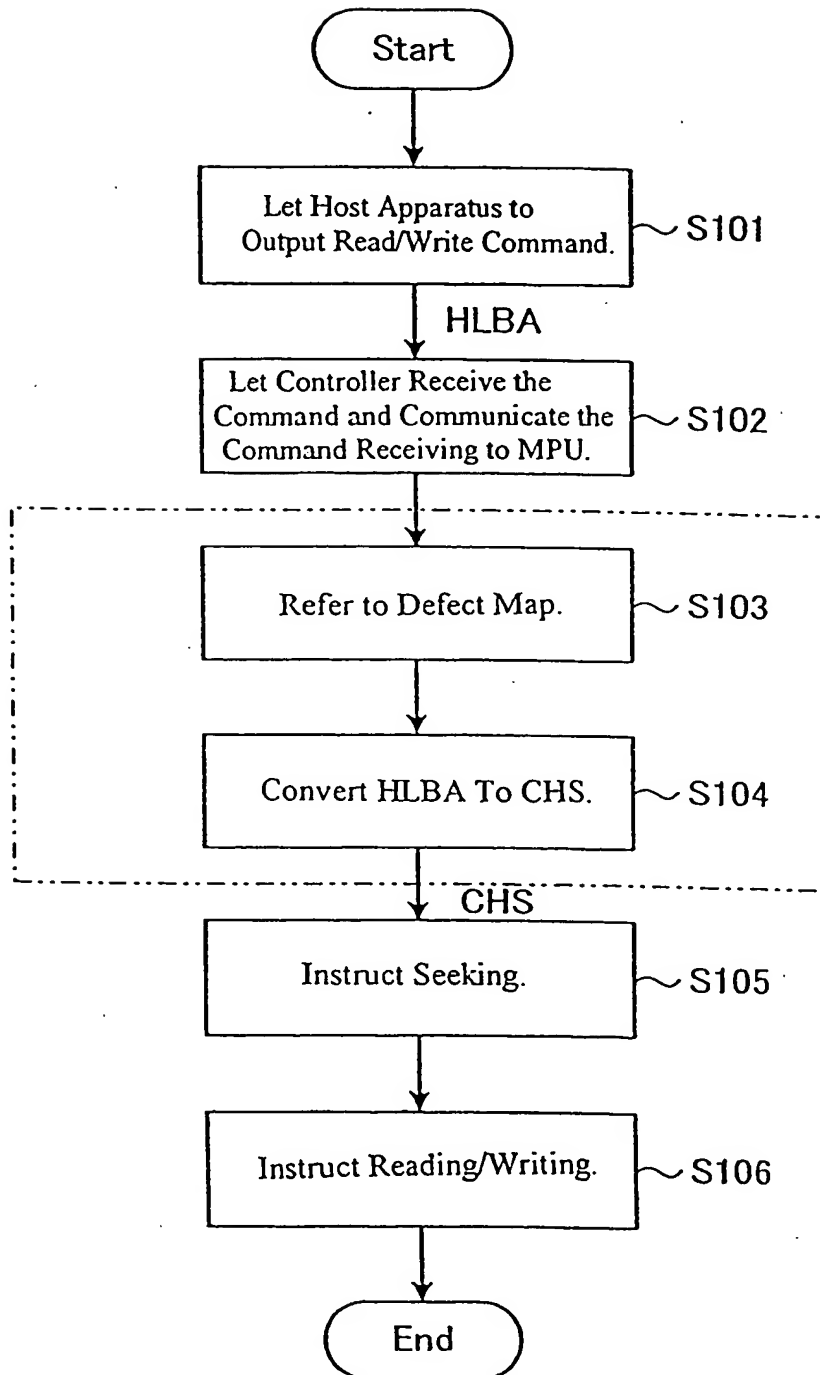 Start
Let Host Apparatus to
Output Read/Write Command.
S101
HLBA
Let Controller Receive the
Command and Communicate the
Command Receiving to MPU.
S102
Refer to Defect Map.
S103
Convert HLBA To CHS.
S104
CHS
Instruct Seeking.
S105
Instruct Reading/Writing.
S106
End